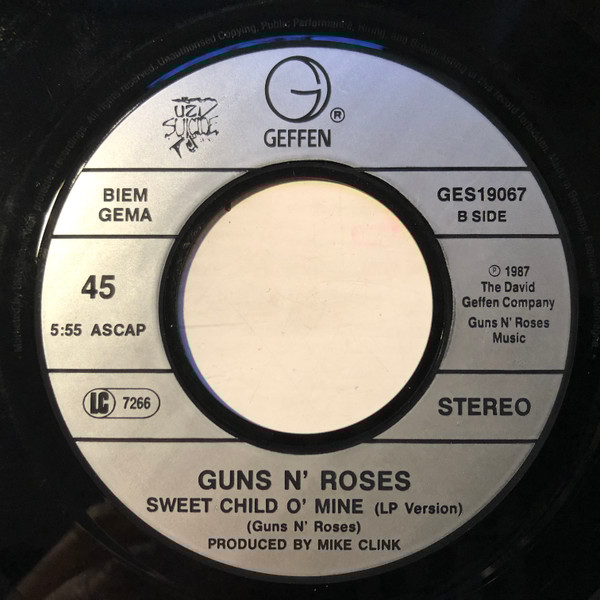 UZI
SUICIDE
GEFFEN ®
BIEM
GEMA
GES19067
B SIDE
45
5:55 ASCAP
℗ 1987
The David
Geffen Company
Guns N' Roses
Music
LC 7266
STEREO
GUNS N' ROSES
SWEET CHILD O' MINE (LP Version)
(Guns N' Roses)
PRODUCED BY MIKE CLINK